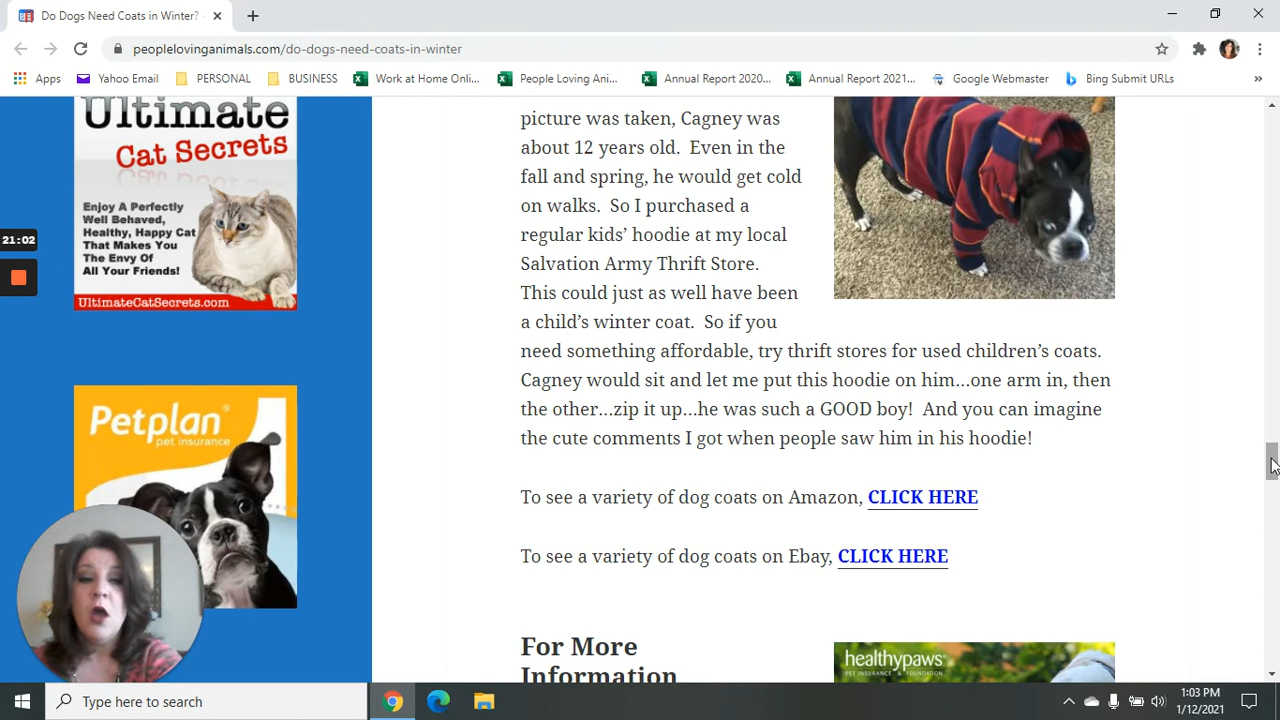 Do Dogs Need Coats in Winter?
peoplelovinganimals.com/do-dogs-need-coats-in-winter
Apps
Yahoo Email
PERSONAL
BUSINESS
Work at Home Onli...
People Loving Ani...
Annual Report 2020...
Annual Report 2021...
Google Webmaster
Bing Submit URLs
»
Ultimate
Cat Secrets
Enjoy A Perfectly
Well Behaved,
Healthy, Happy Cat
That Makes You
The Envy Of
All Your Friends!
UltimateCatSecrets.com
21:02
Petplan®
pet insurance
picture was taken, Cagney was
about 12 years old. Even in the
fall and spring, he would get cold
on walks. So I purchased a
regular kids’ hoodie at my local
Salvation Army Thrift Store.
This could just as well have been
a child’s winter coat. So if you
need something affordable, try thrift stores for used children’s coats.
Cagney would sit and let me put this hoodie on him…one arm in, then
the other…zip it up…he was such a GOOD boy! And you can imagine
the cute comments I got when people saw him in his hoodie!
To see a variety of dog coats on Amazon, CLICK HERE
To see a variety of dog coats on Ebay, CLICK HERE
For More
Information
healthypaws
PET INSURANCE & FOUNDATION
Type here to search
1:03 PM
1/12/2021